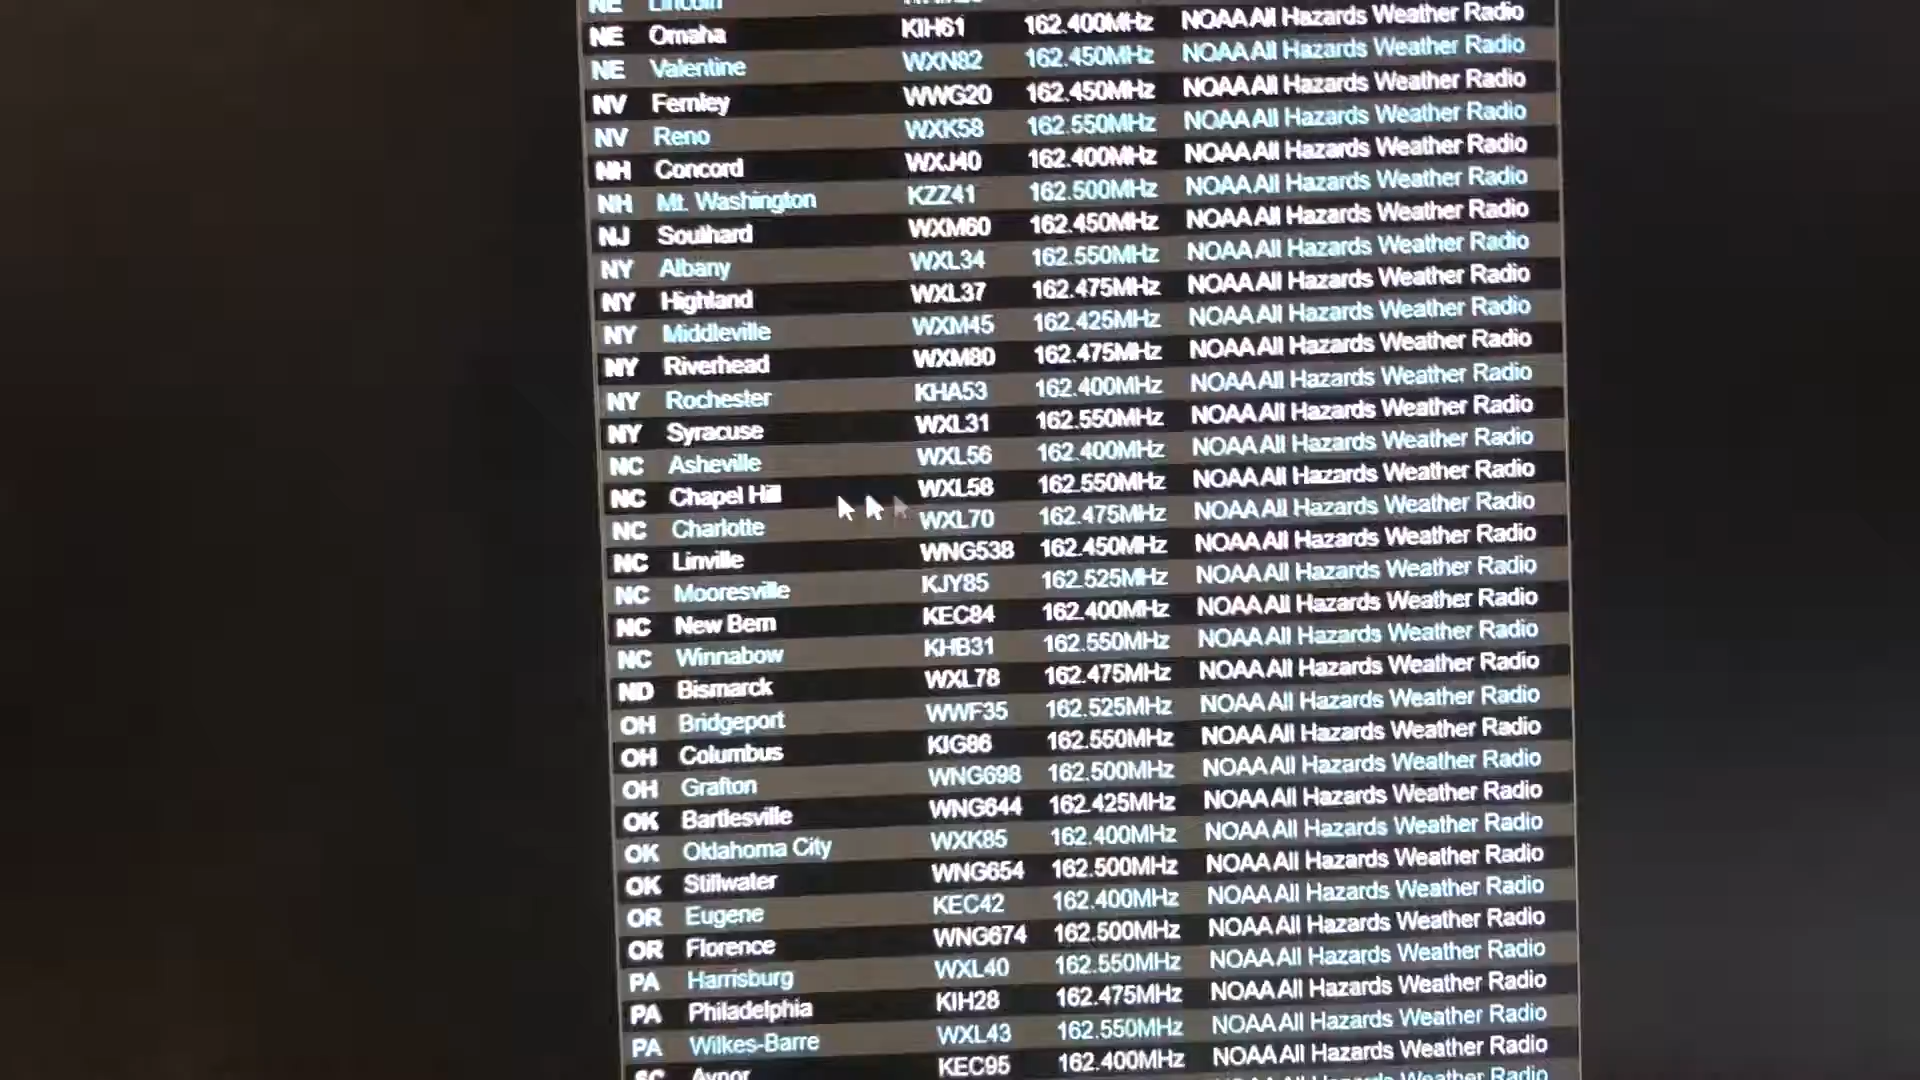 NE Lincoln
NE Omaha KIH61 162.400MHz NOAA All Hazards Weather Radio
NE Valentine WXN82 162.450MHz NOAA All Hazards Weather Radio
NV Fernley WWG20 162.450MHz NOAA All Hazards Weather Radio
NV Reno WXK58 162.550MHz NOAA All Hazards Weather Radio
NH Concord WXJ40 162.400MHz NOAA All Hazards Weather Radio
NH Mt. Washington KZZ41 162.500MHz NOAA All Hazards Weather Radio
NJ Southard WXM60 162.450MHz NOAA All Hazards Weather Radio
NY Albany WXL34 162.550MHz NOAA All Hazards Weather Radio
NY Highland WXL37 162.475MHz NOAA All Hazards Weather Radio
NY Middleville WXM45 162.425MHz NOAA All Hazards Weather Radio
NY Riverhead WXM80 162.475MHz NOAA All Hazards Weather Radio
NY Rochester KHA53 162.400MHz NOAA All Hazards Weather Radio
NY Syracuse WXL31 162.550MHz NOAA All Hazards Weather Radio
NC Asheville WXL56 162.400MHz NOAA All Hazards Weather Radio
NC Chapel Hill WXL58 162.550MHz NOAA All Hazards Weather Radio
NC Charlotte WXL70 162.475MHz NOAA All Hazards Weather Radio
NC Linville WNG538 162.450MHz NOAA All Hazards Weather Radio
NC Mooresville KJY85 162.525MHz NOAA All Hazards Weather Radio
NC New Bern KEC84 162.400MHz NOAA All Hazards Weather Radio
NC Winnabow KHB31 162.550MHz NOAA All Hazards Weather Radio
ND Bismarck WXL78 162.475MHz NOAA All Hazards Weather Radio
OH Bridgeport WWF35 162.525MHz NOAA All Hazards Weather Radio
OH Columbus KIG86 162.550MHz NOAA All Hazards Weather Radio
OH Grafton WNG698 162.500MHz NOAA All Hazards Weather Radio
OK Bartlesville WNG644 162.425MHz NOAA All Hazards Weather Radio
OK Oklahoma City WXK85 162.400MHz NOAA All Hazards Weather Radio
OK Stillwater WNG654 162.500MHz NOAA All Hazards Weather Radio
OR Eugene KEC42 162.400MHz NOAA All Hazards Weather Radio
OR Florence WNG674 162.500MHz NOAA All Hazards Weather Radio
PA Harrisburg WXL40 162.550MHz NOAA All Hazards Weather Radio
PA Philadelphia KIH28 162.475MHz NOAA All Hazards Weather Radio
PA Wilkes-Barre WXL43 162.550MHz NOAA All Hazards Weather Radio
SC Aynor KEC95 162.400MHz NOAA All Hazards Weather Radio
NOAA All Hazards Weather Radio